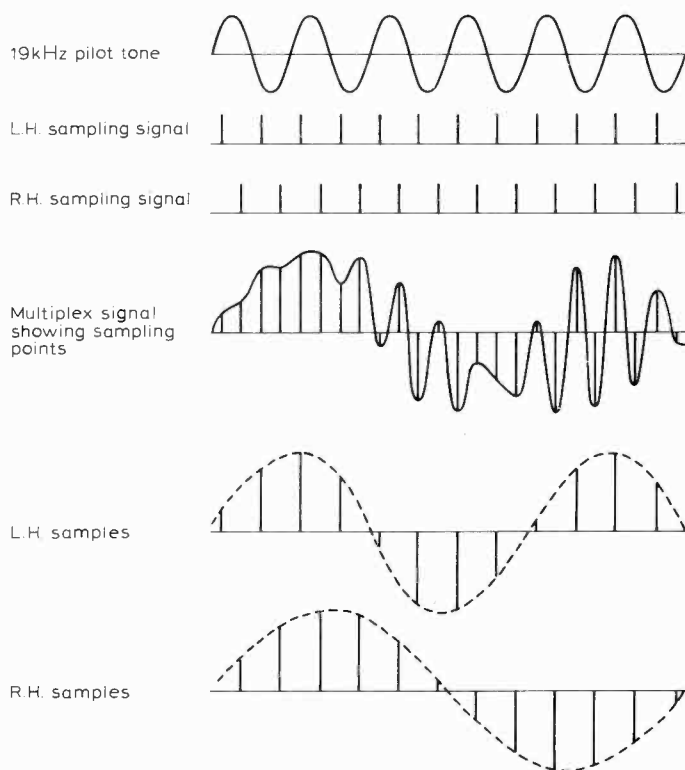 19kHz pilot tone
L.H. sampling signal
R.H. sampling signal
Multiplex signal
showing sampling
points
L.H. samples
R.H. samples